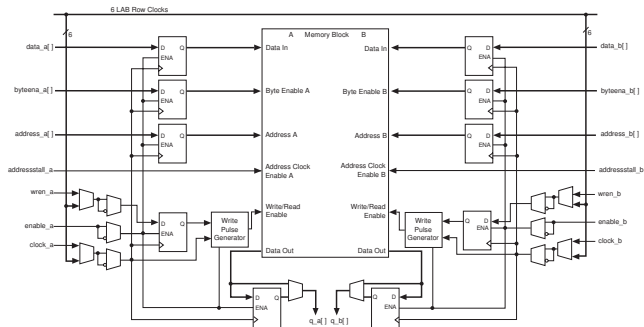 6 LAB Row Clocks
6
6
A Memory Block B
data_a[ ]
D Q
ENA
Data In
Data In
Q D
ENA
data_b[ ]
byteena_a[ ]
D Q
ENA
Byte Enable A
Byte Enable B
Q D
ENA
byteena_b[ ]
address_a[ ]
D Q
ENA
Address A
Address B
Q D
ENA
address_b[ ]
addressstall_a
Address Clock
Enable A
Address Clock
Enable B
addressstall_b
wren_a
wren_b
Write/Read
Enable
Write/Read
Enable
enable_a
D Q
ENA
Write
Pulse
Generator
Write
Pulse
Generator
Q D
ENA
enable_b
clock_a
clock_b
Data Out
Data Out
D Q
ENA
Q D
ENA
q_a[ ] q_b[ ]